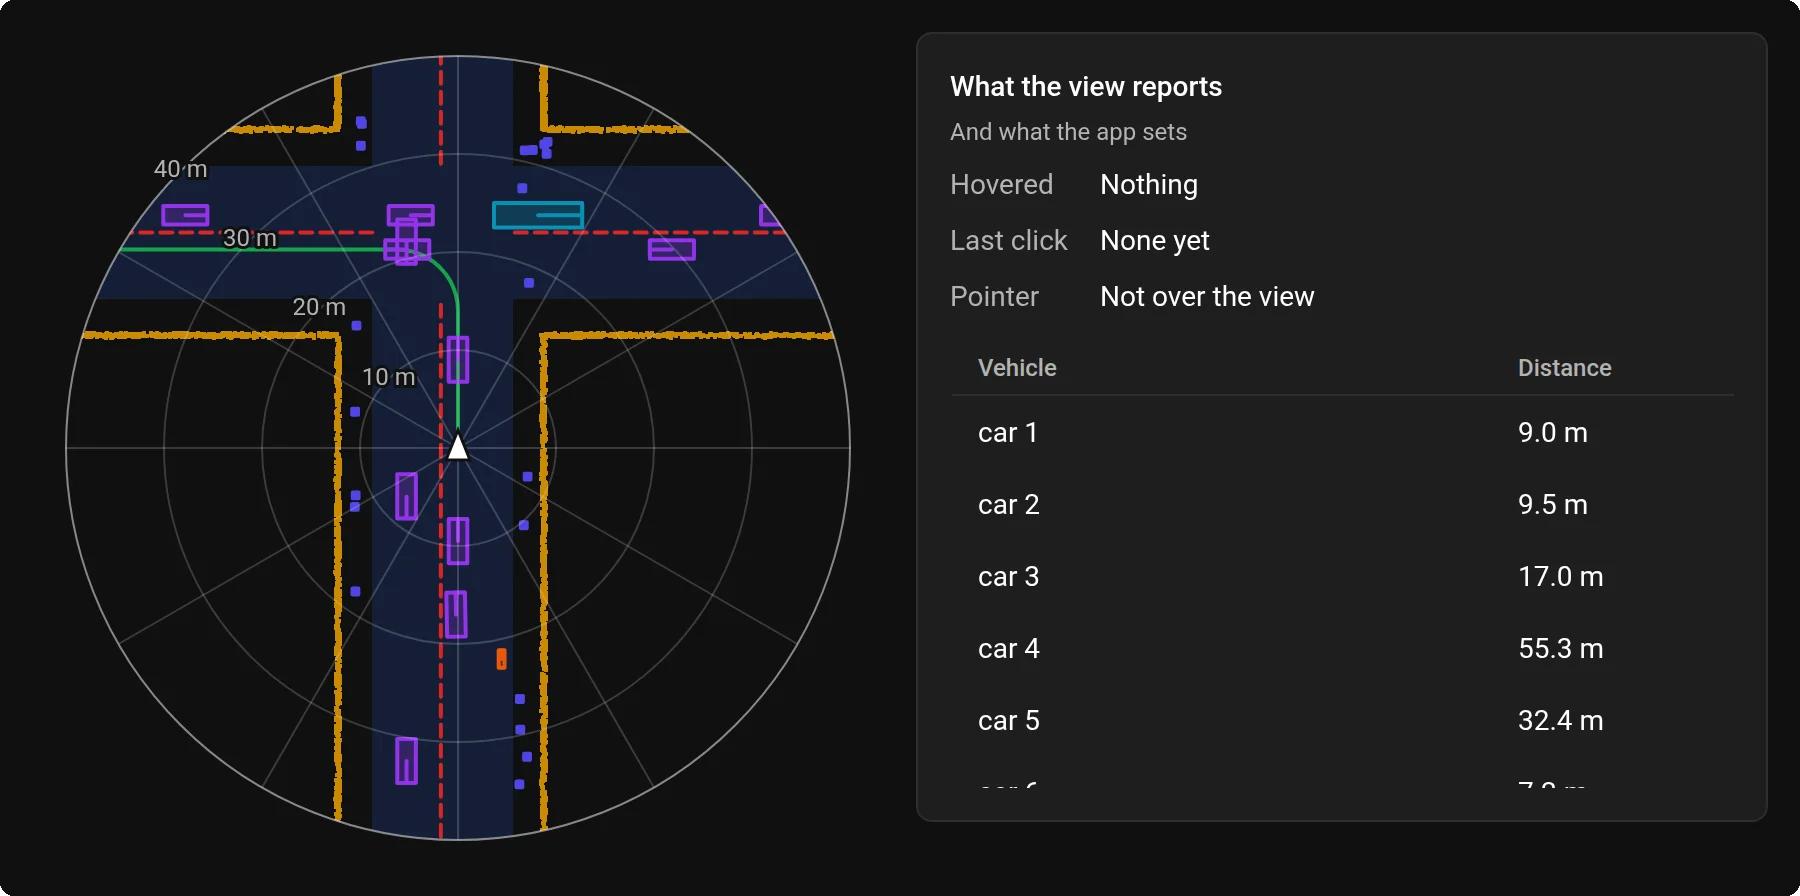 40 m
30 m
20 m
10 m
What the view reports
And what the app sets
Hovered Nothing
Last click None yet
Pointer Not over the view
Vehicle Distance
car 1 9.0 m
car 2 9.5 m
car 3 17.0 m
car 4 55.3 m
car 5 32.4 m